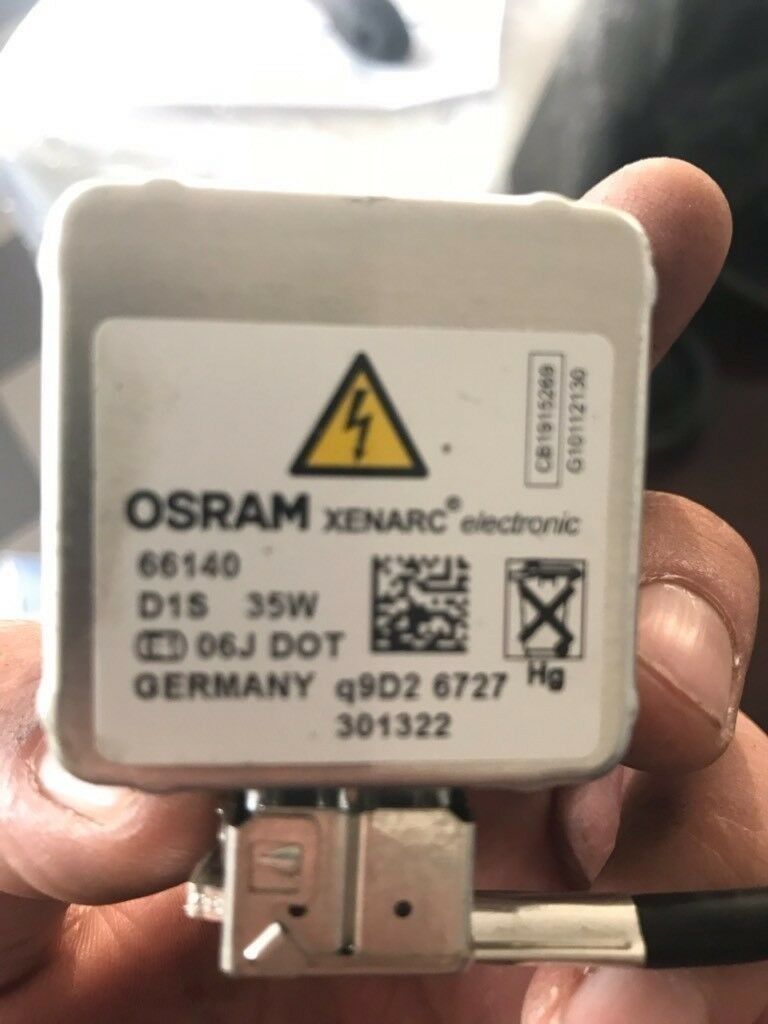 CB1915269
G10112130
OSRAM XENARC® electronic
66140
D1S 35W
06J DOT
GERMANY q9D2 6727
301322
Hg